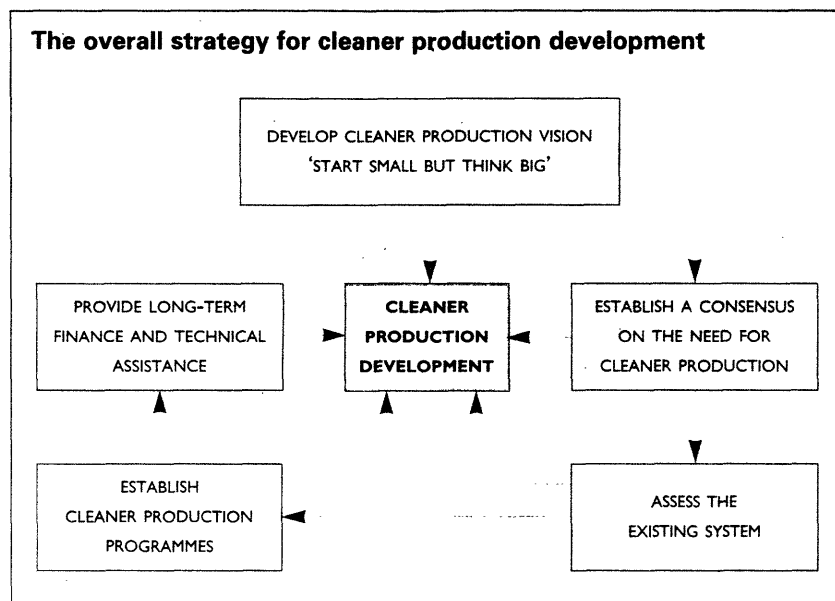 The overall strategy for cleaner production development
DEVELOP CLEANER PRODUCTION VISION
'START SMALL BUT THINK BIG'
PROVIDE LONG-TERM
FINANCE AND TECHNICAL
ASSISTANCE
CLEANER
PRODUCTION
DEVELOPMENT
ESTABLISH A CONSENSUS
ON THE NEED FOR
CLEANER PRODUCTION
ESTABLISH
CLEANER PRODUCTION
PROGRAMMES
ASSESS THE
EXISTING SYSTEM